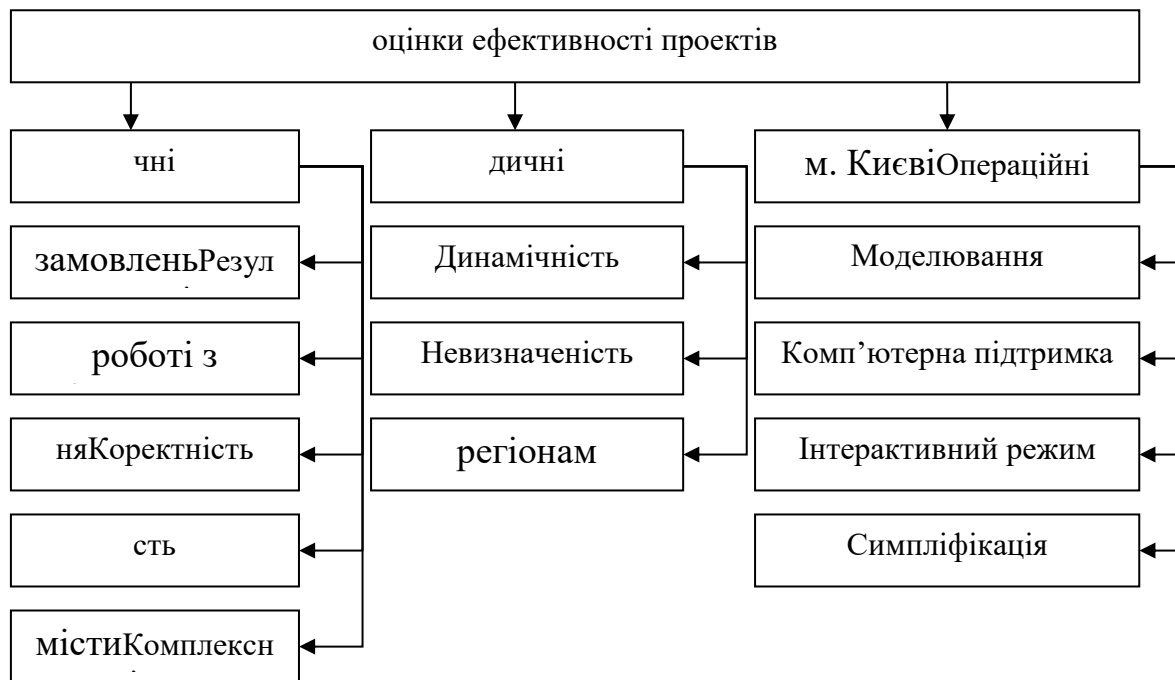 оцінки ефективності проектів
чні
дичні
м. КиєвіОпераційні
замовленьРезул
Динамічність
Моделювання
роботі з
Невизначеність
Комп’ютерна підтримка
няКоректність
регіонам
Інтерактивний режим
сть
Симпліфікація
містиКомплексн